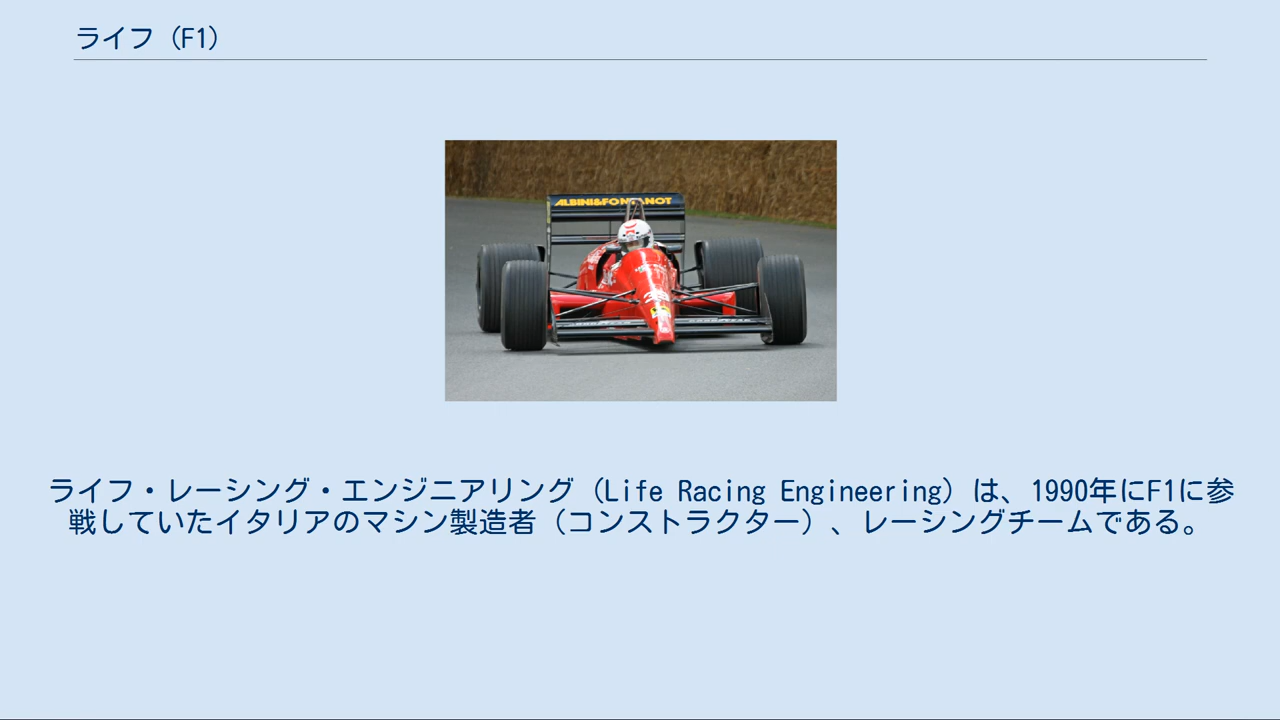 ライフ（F1）
ALBINI&FONTANOT
ライフ・レーシング・エンジニアリング（Life Racing Engineering）は、1990年にF1に参
戦していたイタリアのマシン製造者（コンストラクター）、レーシングチームである。